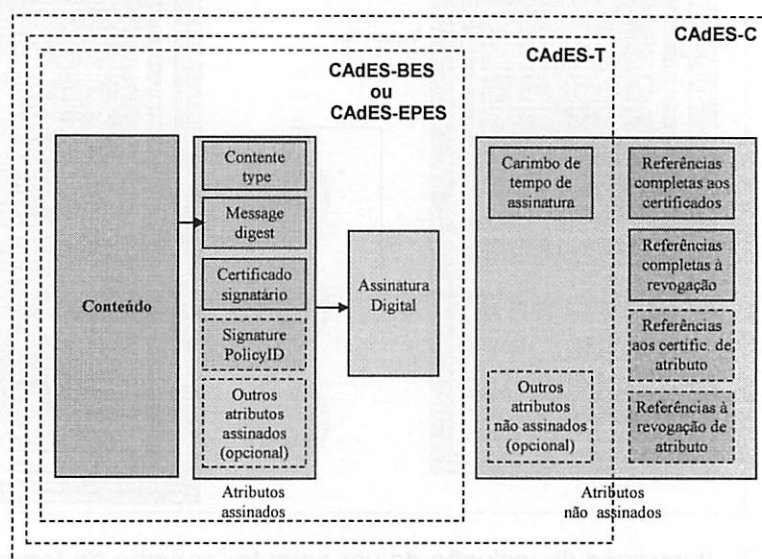 CAdES-C
CAdES-T
CAdES-BES
ou
CAdES-EPES
Conteúdo
Contente
type
Message
digest
Certificado
signatário
Signature
PolicyID
Outros
atributos
assinados
(opcional)
Atributos
assinados
Assinatura
Digital
Carimbo de
tempo de
assinatura
Outros
atributos
não assinados
(opcional)
Referências
completas aos
certificados
Referências
completas à
revogação
Referências
aos certific. de
atributo
Referências à
revogação de
atributo
Atributos
não assinados